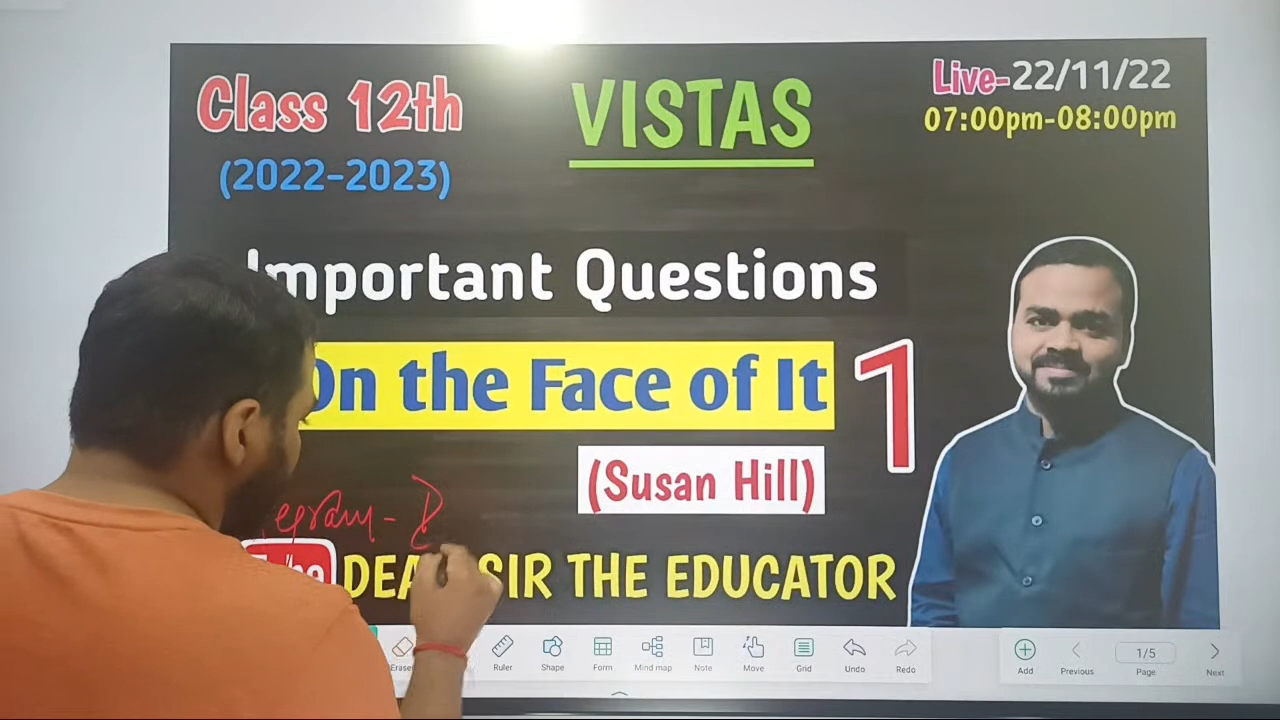 Class 12th
(2022-2023)
VISTAS
Live-22/11/22
07:00pm-08:00pm
Important Questions
On the Face of It
1
(Susan Hill)
SIR THE EDUCATOR
Eraser
Ruler
Shape
Form
Mind map
Note
Move
Grid
Undo
Redo
Add
Previous
1/5
Page
Next